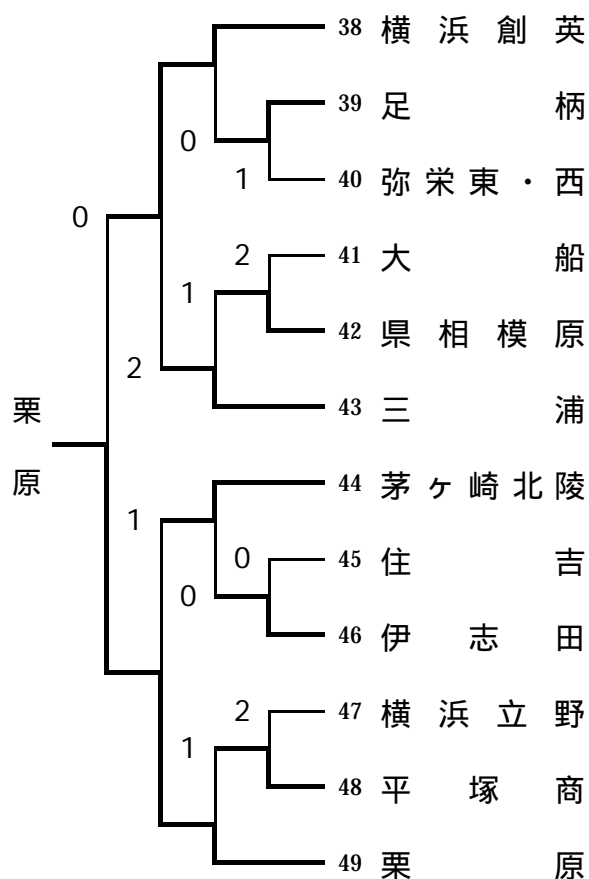 38 横浜創英
39 足柄
0
1
40 弥栄東・西
0
2
41 大船
1
42 県相模原
2
43 三浦
栗原
44 茅ヶ崎北陵
1
0
45 住吉
0
46 伊志田
2
47 横浜立野
1
48 平塚商
49 栗原